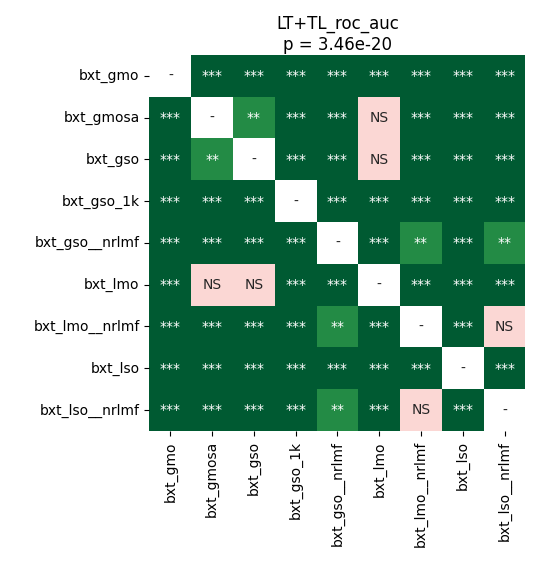 LT+TL_roc_auc
p = 3.46e-20
bxt_gmo - *** *** *** *** *** *** *** ***
bxt_gmosa *** - ** *** *** NS *** *** ***
bxt_gso *** ** - *** *** NS *** *** ***
bxt_gso_1k *** *** *** - *** *** *** *** ***
bxt_gso__nrlmf *** *** *** *** - *** ** *** **
bxt_lmo *** NS NS *** *** - *** *** ***
bxt_lmo__nrlmf *** *** *** *** ** *** - *** NS
bxt_lso *** *** *** *** *** *** *** - ***
bxt_lso__nrlmf *** *** *** *** ** *** NS *** -
bxt_gmo
bxt_gmosa
bxt_gso
bxt_gso_1k
bxt_gso__nrlmf
bxt_lmo
bxt_lmo__nrlmf
bxt_lso
bxt_lso__nrlmf